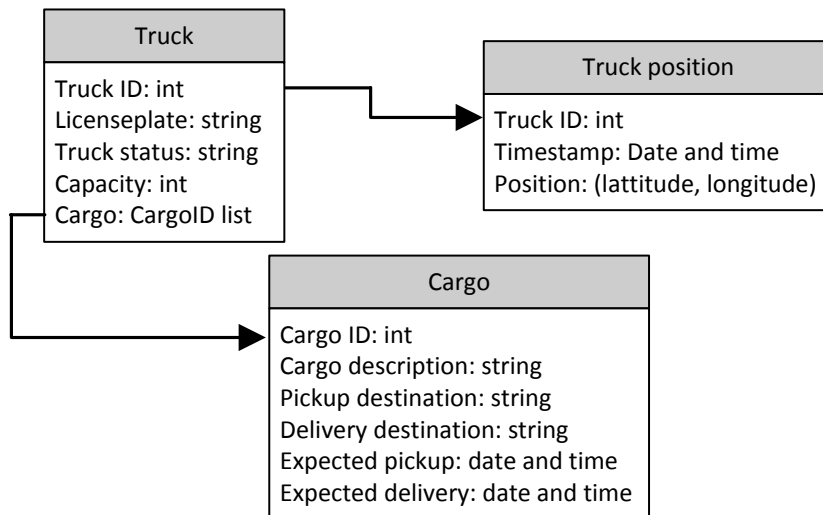 Truck
Truck ID: int
Licenseplate: string
Truck status: string
Capacity: int
Cargo: CargoID list
Truck position
Truck ID: int
Timestamp: Date and time
Position: (lattitude, longitude)
Cargo
Cargo ID: int
Cargo description: string
Pickup destination: string
Delivery destination: string
Expected pickup: date and time
Expected delivery: date and time